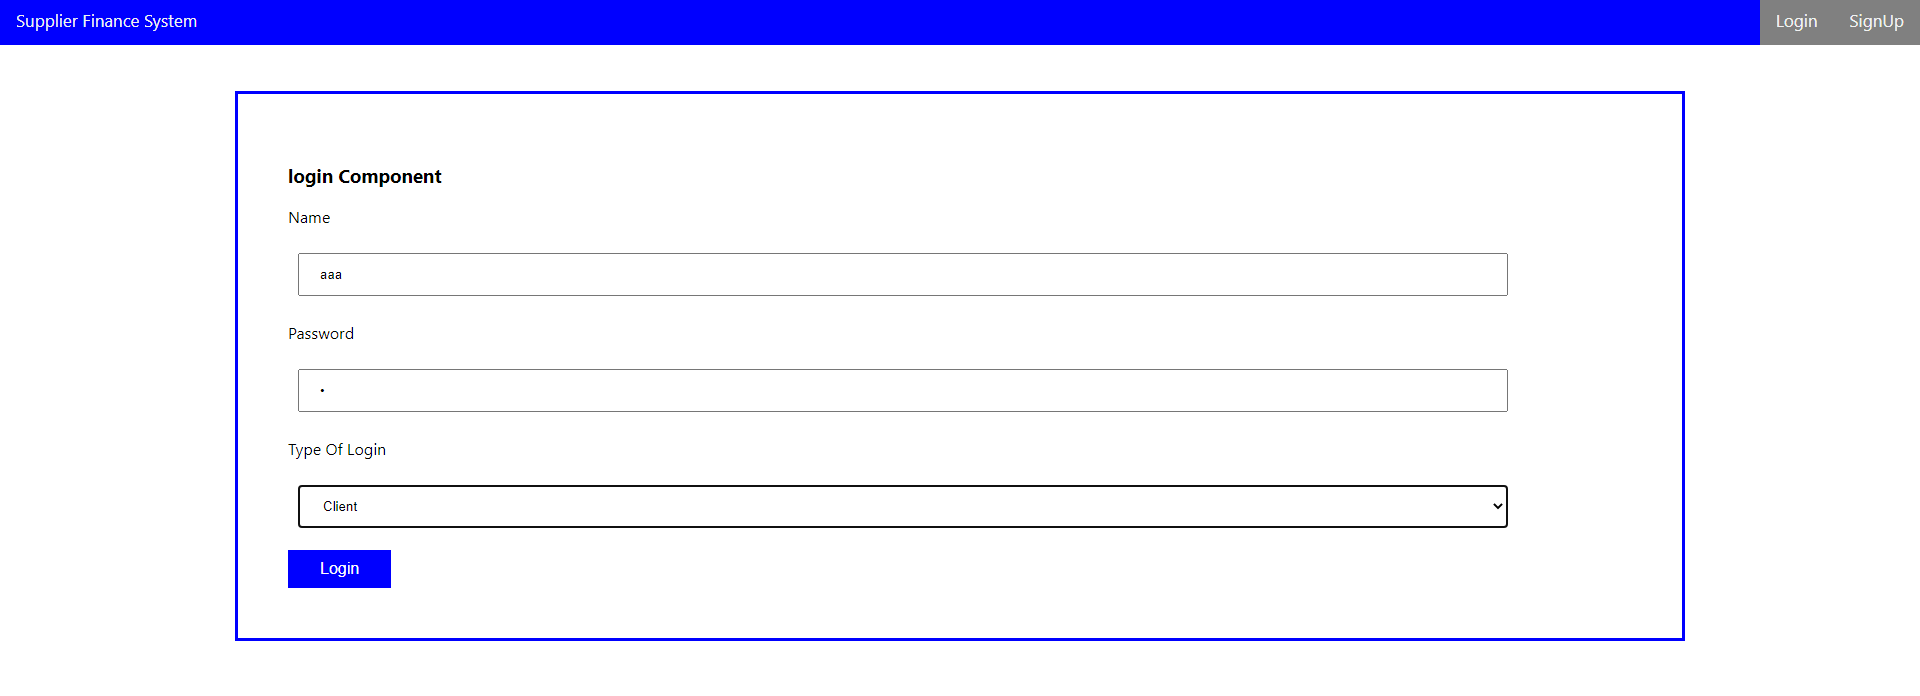 Supplier Finance System Login SignUp
login Component
Name
aaa
Password
•
Type Of Login
Client
Login